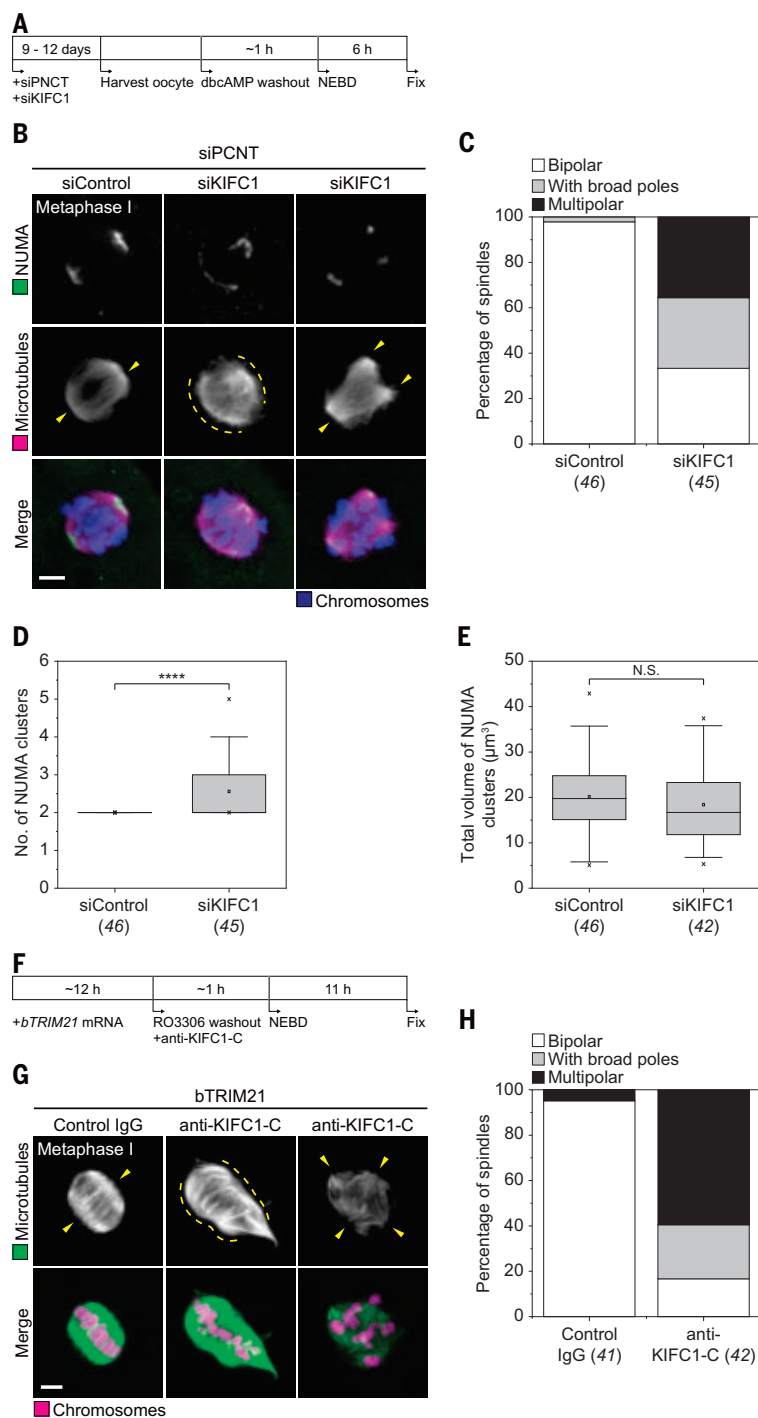 A
9 - 12 days
~1 h
6 h
+siPNCT
+siKIFC1
Harvest oocyte
dbcAMP washout
NEBD
Fix
B
siPCNT
siControl
siKIFC1
siKIFC1
Metaphase I
NUMA
Microtubules
Merge
Chromosomes
C
Bipolar
With broad poles
Multipolar
100
80
60
40
20
0
Percentage of spindles
siControl
(46)
siKIFC1
(45)
D
6
5
4
3
2
1
0
No. of NUMA clusters
****
siControl
(46)
siKIFC1
(45)
E
50
40
30
20
10
0
Total volume of NUMA
clusters (µm³)
N.S.
siControl
(46)
siKIFC1
(42)
F
~12 h
~1 h
11 h
+bTRIM21 mRNA
RO3306 washout
+anti-KIFC1-C
NEBD
Fix
G
bTRIM21
Control IgG
anti-KIFC1-C
anti-KIFC1-C
Metaphase I
Microtubules
Merge
Chromosomes
H
Bipolar
With broad poles
Multipolar
100
80
60
40
20
0
Percentage of spindles
Control
IgG (41)
anti-
KIFC1-C (42)